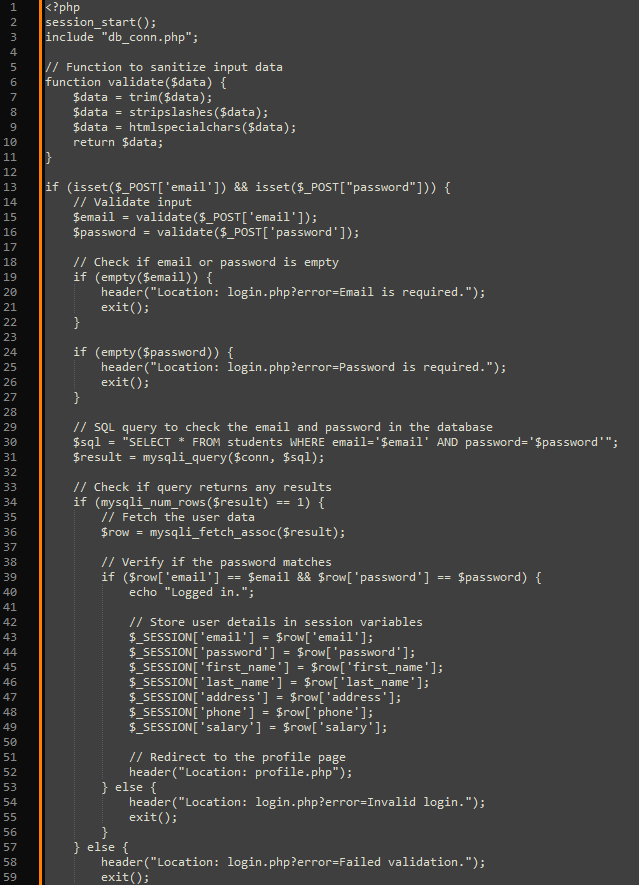 1 <?php
2 session_start();
3 include "db_conn.php";
4
5 // Function to sanitize input data
6 function validate($data) {
7     $data = trim($data);
8     $data = stripslashes($data);
9     $data = htmlspecialchars($data);
10     return $data;
11 }
12
13 if (isset($_POST['email']) && isset($_POST["password"])) {
14     // Validate input
15     $email = validate($_POST['email']);
16     $password = validate($_POST['password']);
17
18     // Check if email or password is empty
19     if (empty($email)) {
20         header("Location: login.php?error=Email is required.");
21         exit();
22     }
23
24     if (empty($password)) {
25         header("Location: login.php?error=Password is required.");
26         exit();
27     }
28
29     // SQL query to check the email and password in the database
30     $sql = "SELECT * FROM students WHERE email='$email' AND password='$password'";
31     $result = mysqli_query($conn, $sql);
32
33     // Check if query returns any results
34     if (mysqli_num_rows($result) == 1) {
35         // Fetch the user data
36         $row = mysqli_fetch_assoc($result);
37
38         // Verify if the password matches
39         if ($row['email'] == $email && $row['password'] == $password) {
40             echo "Logged in.";
41
42             // Store user details in session variables
43             $_SESSION['email'] = $row['email'];
44             $_SESSION['password'] = $row['password'];
45             $_SESSION['first_name'] = $row['first_name'];
46             $_SESSION['last_name'] = $row['last_name'];
47             $_SESSION['address'] = $row['address'];
48             $_SESSION['phone'] = $row['phone'];
49             $_SESSION['salary'] = $row['salary'];
50
51             // Redirect to the profile page
52             header("Location: profile.php");
53         } else {
54             header("Location: login.php?error=Invalid login.");
55             exit();
56         }
57     } else {
58         header("Location: login.php?error=Failed validation.");
59         exit();